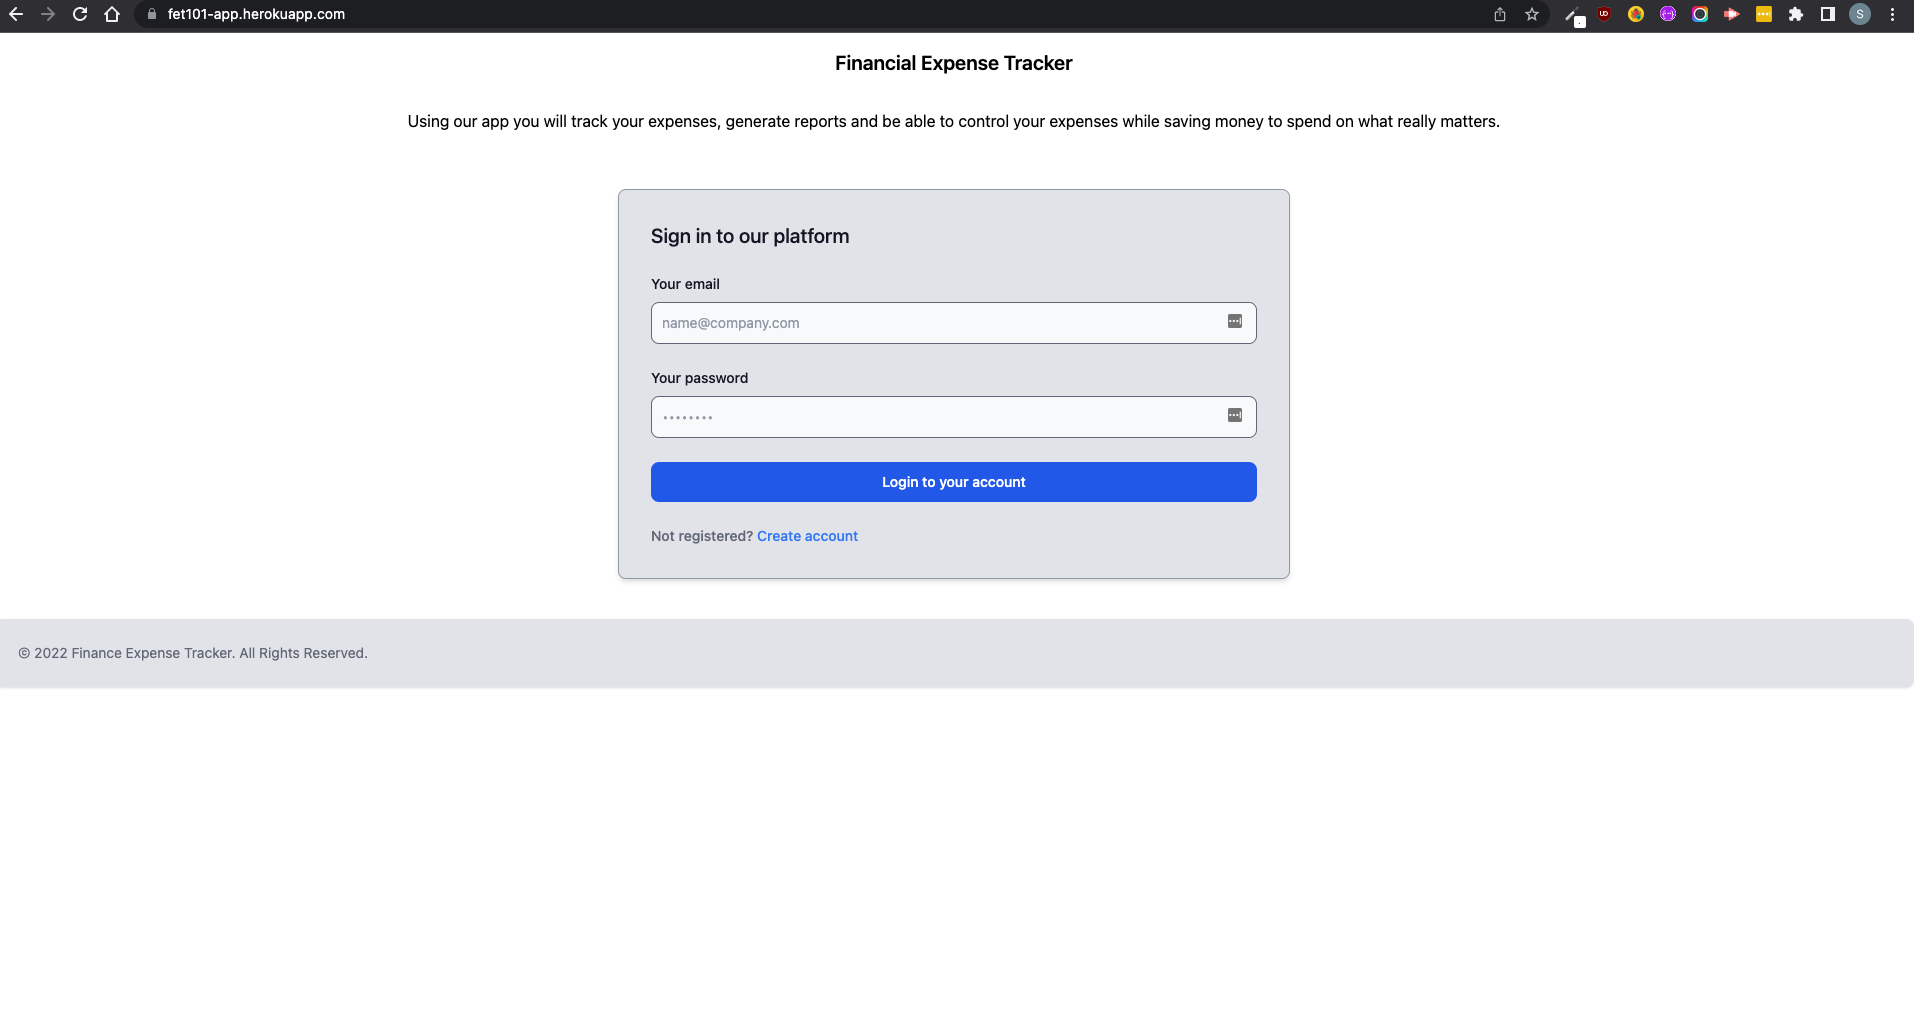 fet101-app.herokuapp.com
S
Financial Expense Tracker
Using our app you will track your expenses, generate reports and be able to control your expenses while saving money to spend on what really matters.
Sign in to our platform
Your email
name@company.com
Your password
••••••••
Login to your account
Not registered? Create account
© 2022 Finance Expense Tracker. All Rights Reserved.